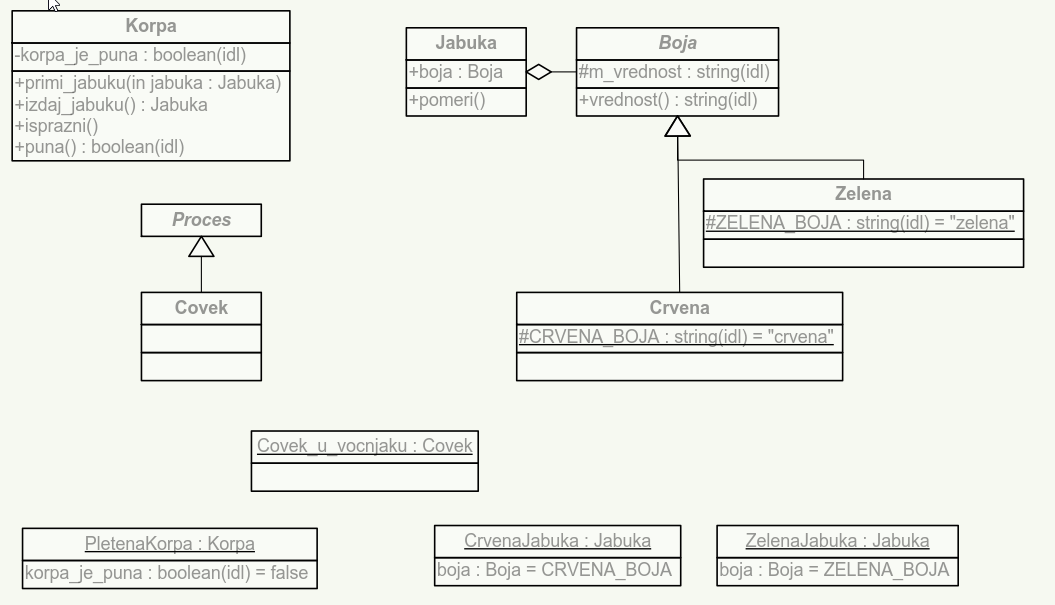 Korpa
-korpa_je_puna : boolean(idl)
+primi_jabuku(in jabuka : Jabuka)
+izdaj_jabuku() : Jabuka
+isprazni()
+puna() : boolean(idl)
Jabuka
+boja : Boja
+pomeri()
Boja
#m_vrednost : string(idl)
+vrednost() : string(idl)
Zelena
#ZELENA_BOJA : string(idl) = "zelena"
Proces
Covek
Crvena
#CRVENA_BOJA : string(idl) = "crvena"
Covek_u_vocnjaku : Covek
PletenaKorpa : Korpa
korpa_je_puna : boolean(idl) = false
CrvenaJabuka : Jabuka
boja : Boja = CRVENA_BOJA
ZelenaJabuka : Jabuka
boja : Boja = ZELENA_BOJA